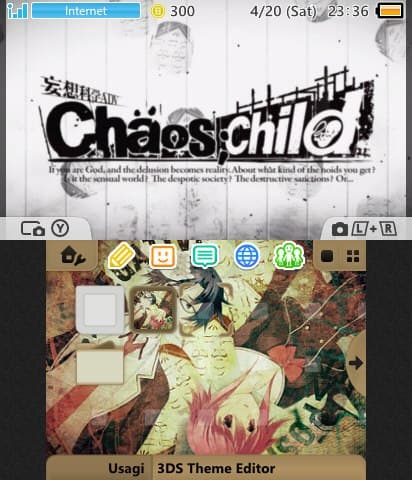 Internet 300 4/20 (Sat) 23:36
妄想科学ADV
Chäos;Child
If you are God, and the delusion becomes reality. About what kind of the noids you get?
Is it the sensual world? The despotic society? The destructive sanctions? Or...
Y L+R
Usagi 3DS Theme Editor